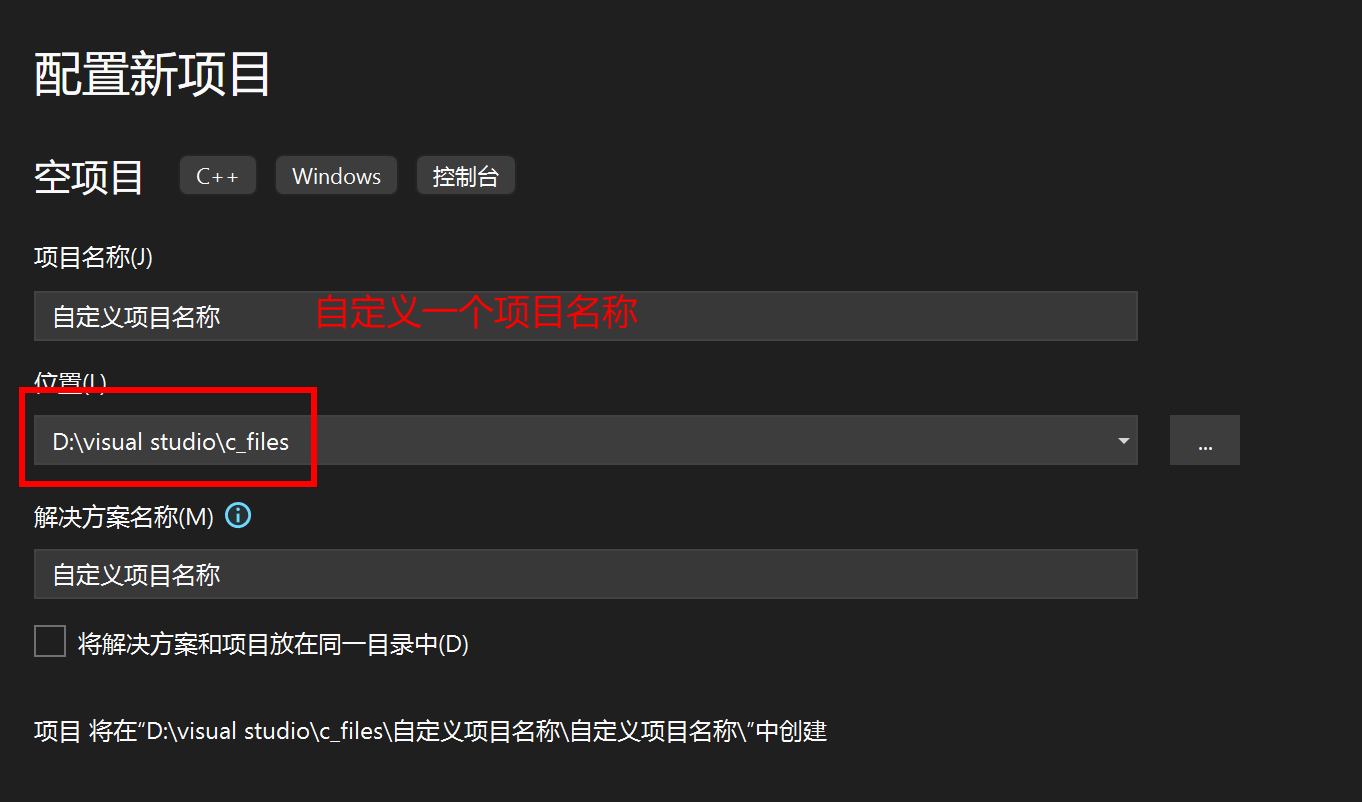 配置新项目
空项目 C++ Windows 控制台
项目名称(J)
自定义项目名称 自定义一个项目名称
位置(L)
D:\visual studio\c_files ...
解决方案名称(M)
自定义项目名称
将解决方案和项目放在同一目录中(D)
项目 将在“D:\visual studio\c_files\自定义项目名称\自定义项目名称\”中创建